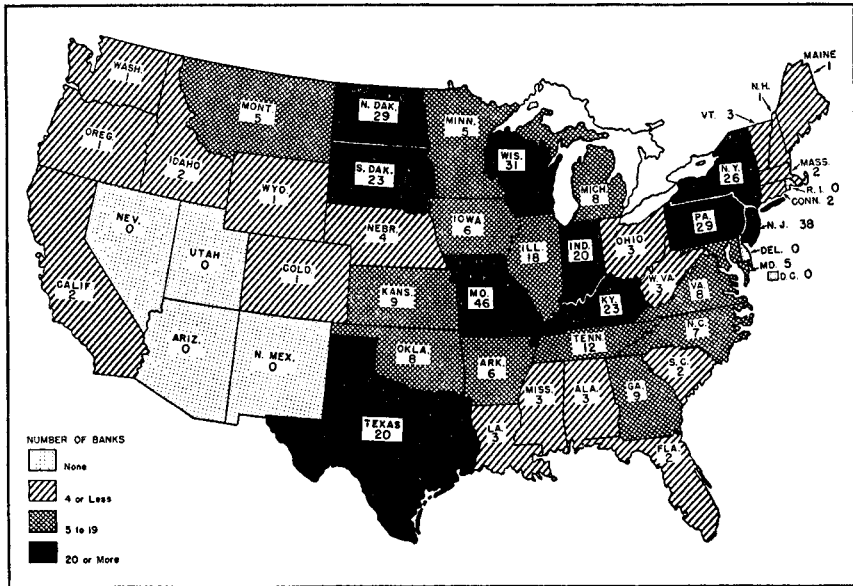 WASH.
1
OREG.
1
CALIF.
2
IDAHO
2
NEV.
0
UTAH
0
ARIZ.
0
MONT.
5
WYO.
1
COLO.
1
N. MEX.
0
N. DAK.
29
S. DAK.
23
NEBR.
4
KANS.
9
OKLA.
8
TEXAS
20
MINN.
5
IOWA
6
MO.
46
ARK.
6
LA.
3
WIS.
31
ILL.
18
MICH.
8
IND.
20
OHIO
3
KY.
23
TENN.
12
MISS.
3
ALA.
3
GA.
9
FLA.
2
S.C.
2
N.C.
7
VA.
8
W. VA.
3
PA.
29
N.Y.
26
VT. 3
N.H.
1
MAINE
1
MASS.
2
R.I. 0
CONN. 2
N.J. 38
DEL. 0
MD. 5
D.C. 0
NUMBER OF BANKS
None
4 or Less
5 to 19
20 or More